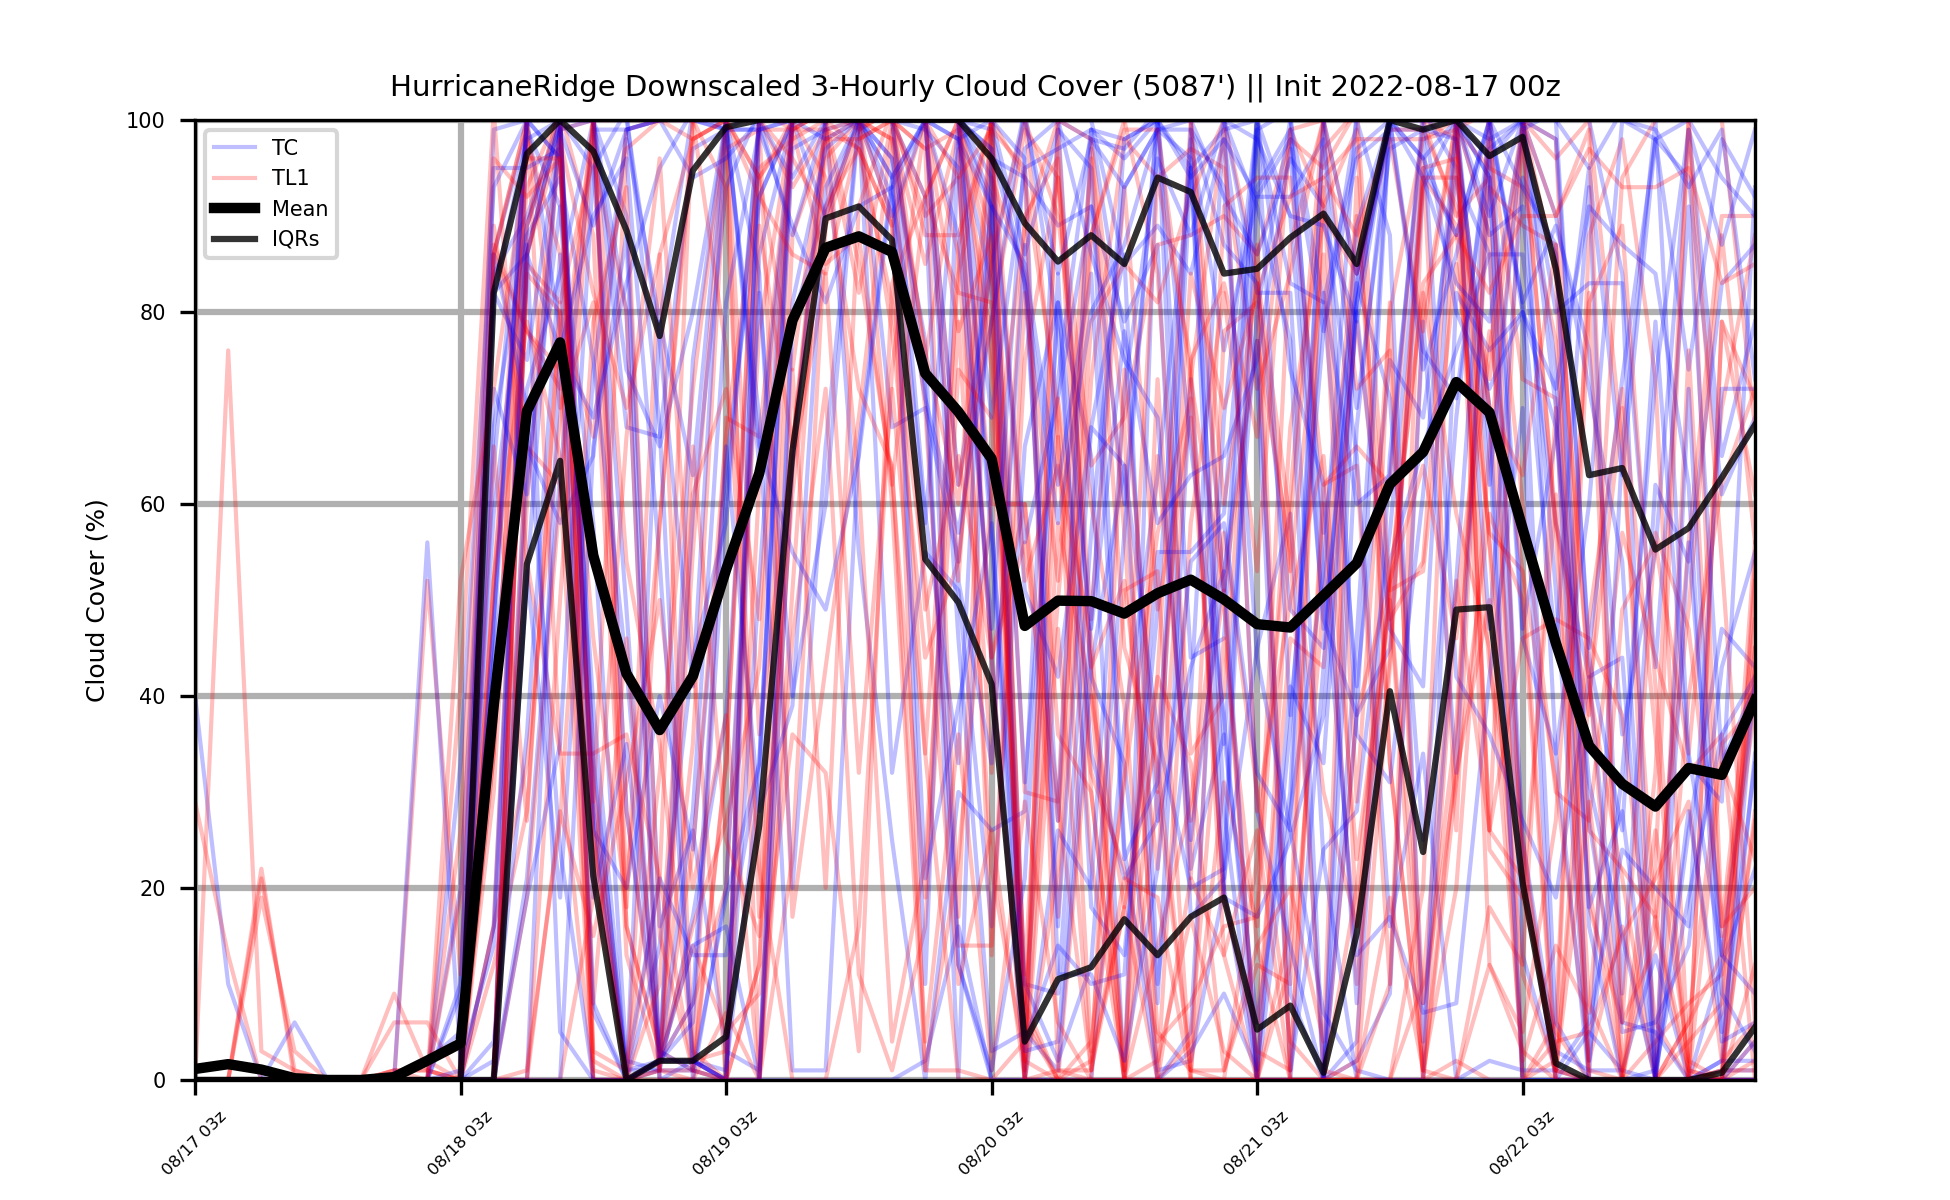 HurricaneRidge Downscaled 3-Hourly Cloud Cover (5087') || Init 2022-08-17 00z
100
80
60
40
20
0
Cloud Cover (%)
TC
TL1
Mean
IQRs
08/17 03z
08/18 03z
08/19 03z
08/20 03z
08/21 03z
08/22 03z